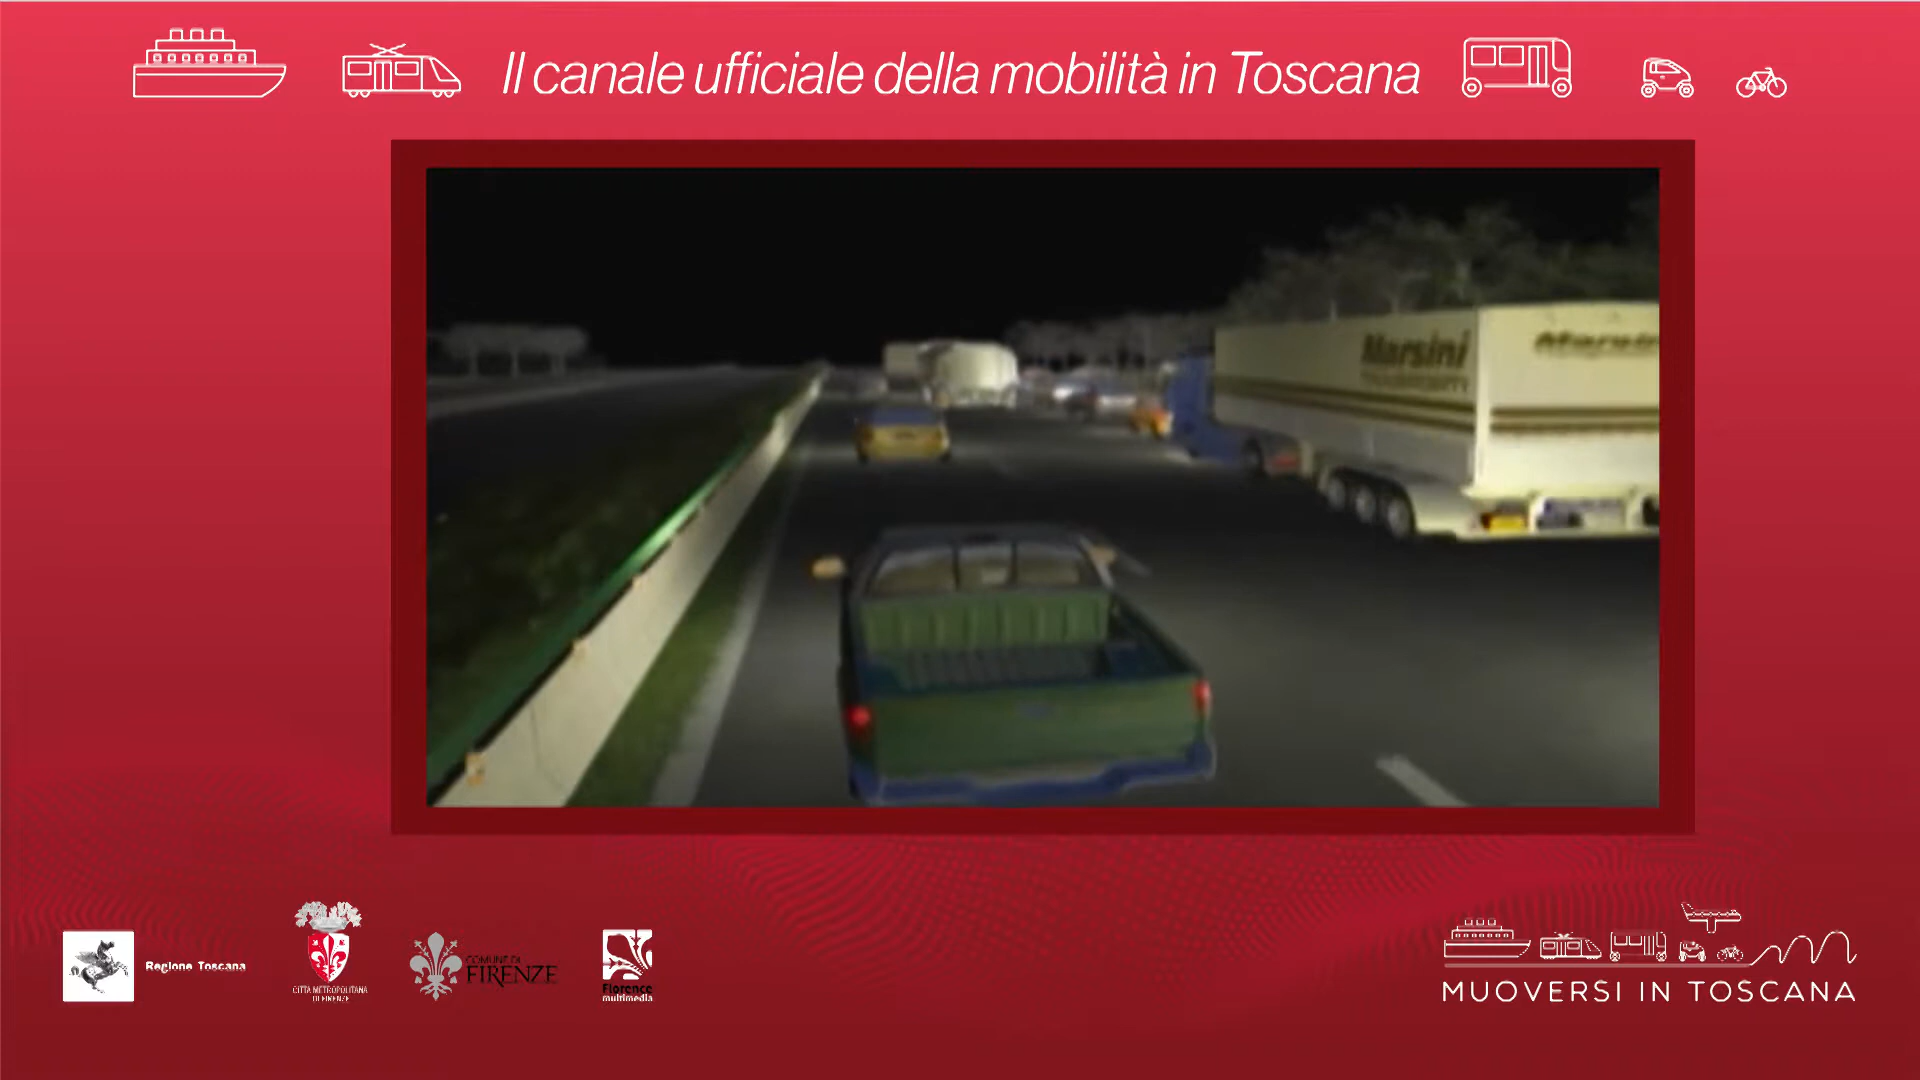 Il canale ufficiale della mobilità in Toscana
Marsini
Regione Toscana
CITTÀ METROPOLITANA
DI FIRENZE
COMUNE DI
FIRENZE
Florence
multimedia
MUOVERSI IN TOSCANA